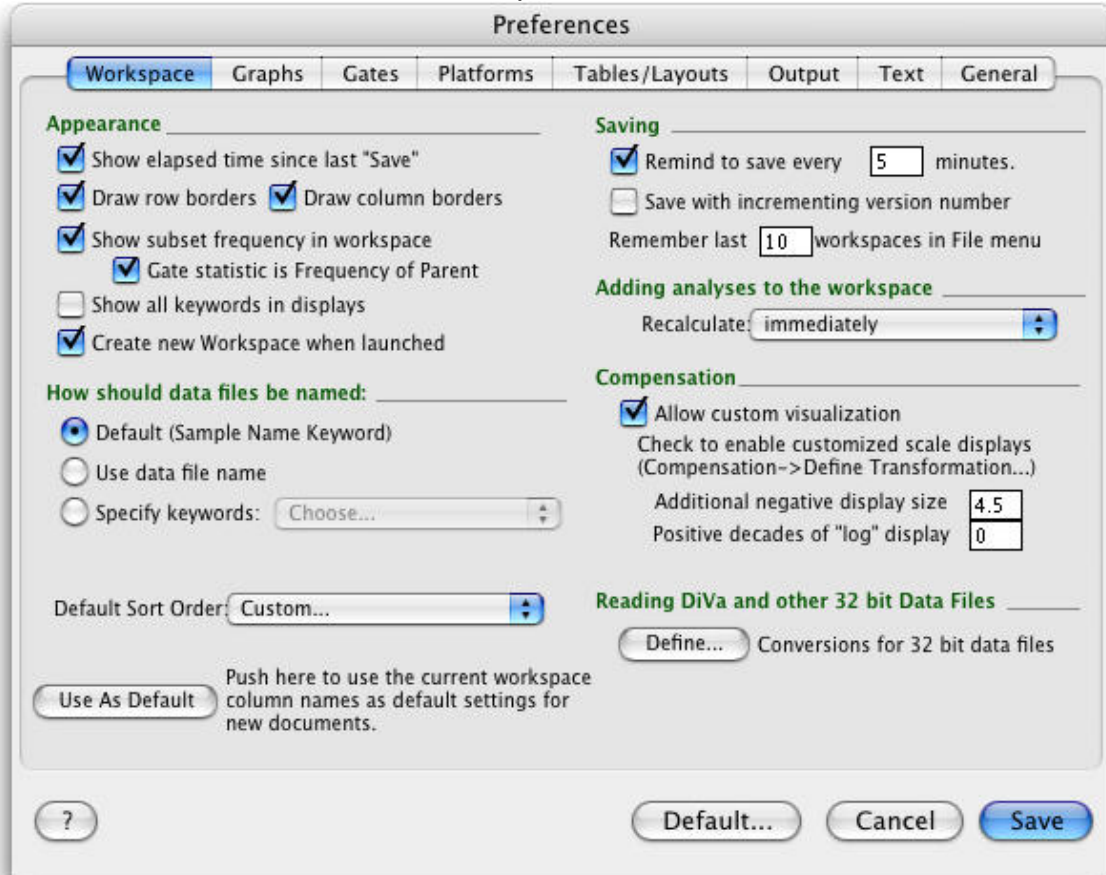 Preferences
Workspace Graphs Gates Platforms Tables/Layouts Output Text General
Appearance
Show elapsed time since last "Save"
Draw row borders Draw column borders
Show subset frequency in workspace
Gate statistic is Frequency of Parent
Show all keywords in displays
Create new Workspace when launched
How should data files be named:
Default (Sample Name Keyword)
Use data file name
Specify keywords: Choose...
Default Sort Order: Custom...
Use As Default
Push here to use the current workspace
column names as default settings for
new documents.
Saving
Remind to save every 5 minutes.
Save with incrementing version number
Remember last 10 workspaces in File menu
Adding analyses to the workspace
Recalculate: immediately
Compensation
Allow custom visualization
Check to enable customized scale displays
(Compensation->Define Transformation...)
Additional negative display size 4.5
Positive decades of "log" display 0
Reading DiVa and other 32 bit Data Files
Define... Conversions for 32 bit data files
? Default... Cancel Save